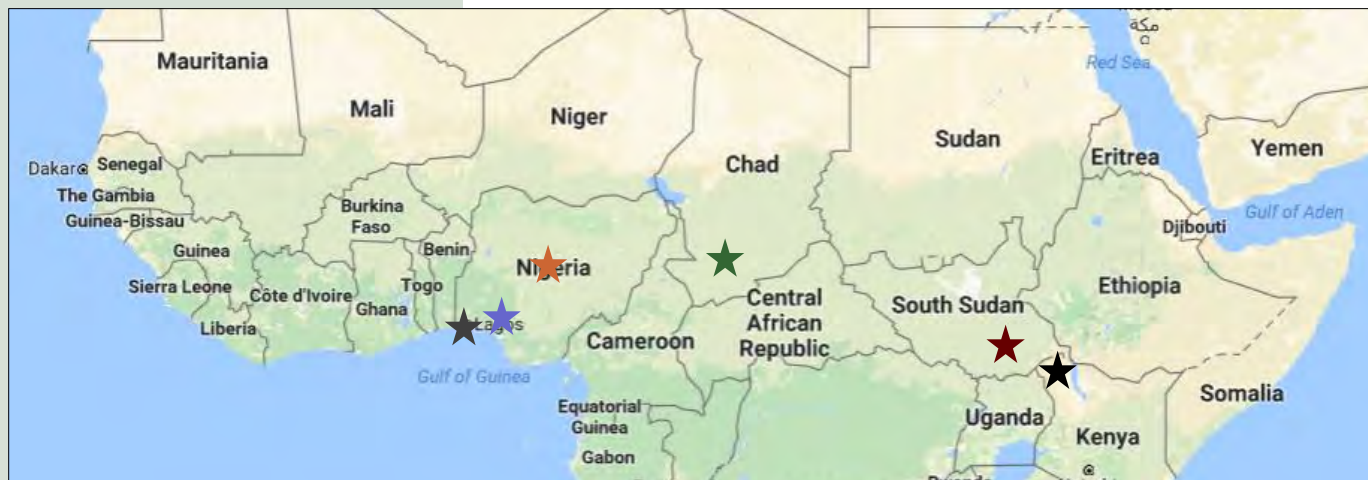 مكة
Red Sea
Mauritania
Mali
Niger
Sudan
Chad
Eritrea
Yemen
Dakar
Senegal
The Gambia
Guinea-Bissau
Burkina
Faso
Gulf of Aden
Djibouti
Guinea
Benin
Nigeria
Sierra Leone
Côte d'Ivoire
Togo
Ghana
Ethiopia
Central
African
Republic
South Sudan
Liberia
Lagos
Cameroon
Gulf of Guinea
Somalia
Equatorial
Guinea
Uganda
Kenya
Gabon